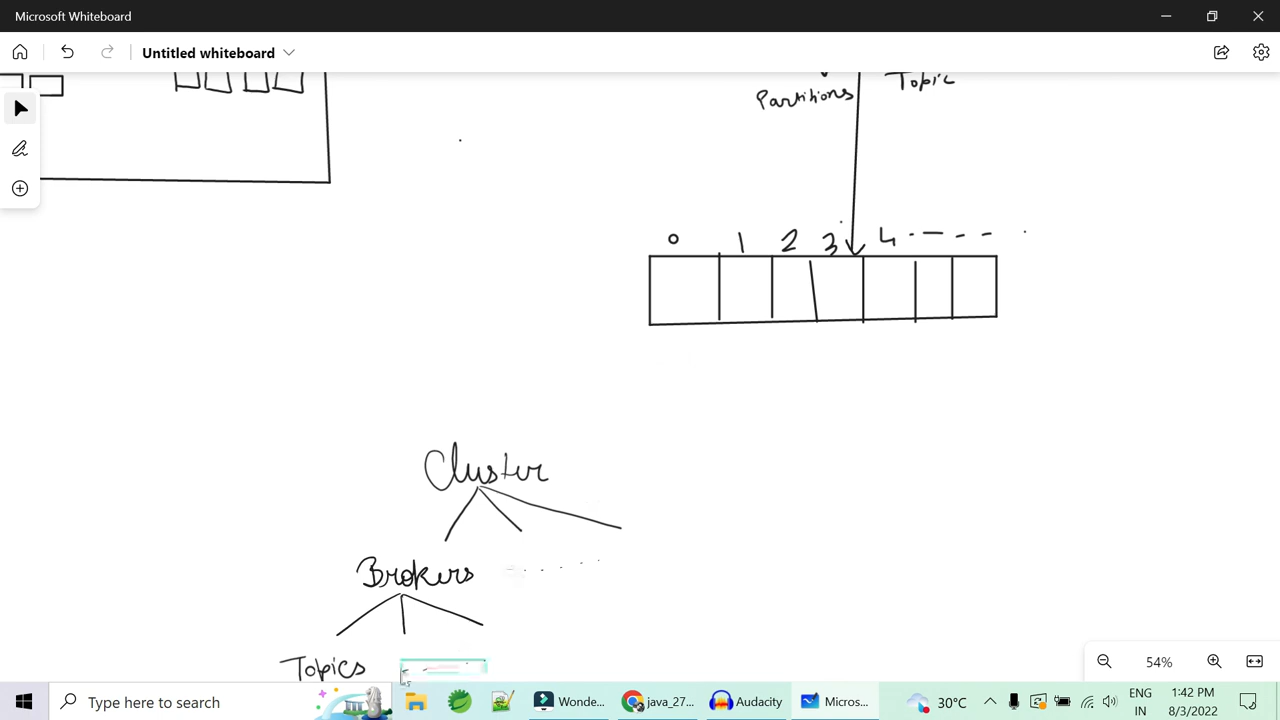 Microsoft Whiteboard
Untitled whiteboard
Partitions
Topic
0 1 2 3 4
Cluster
Brokers
Topics
54%
Type here to search
Wonde...
java_27...
Audacity
Micros...
30°C
ENG
IN
1:42 PM
8/3/2022